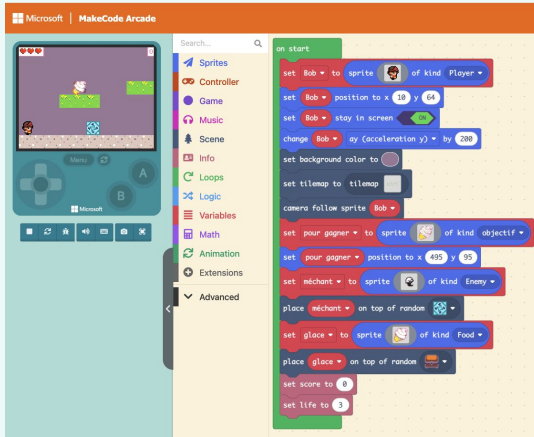 Microsoft | MakeCode Arcade
0
Menu
A
B
Microsoft
Search...
Sprites
Controller
Game
Music
Scene
Info
Loops
Logic
Variables
Math
Animation
Extensions
Advanced
on start
set Bob to sprite of kind Player
set Bob position to x 10 y 64
set Bob stay in screen ON
change Bob ay (acceleration y) by 200
set background color to
set tilemap to tilemap
camera follow sprite Bob
set pour gagner to sprite of kind objectif
set pour gagner position to x 495 y 95
set méchant to sprite of kind Enemy
place méchant on top of random
set glace to sprite of kind Food
place glace on top of random
set score to 0
set life to 3